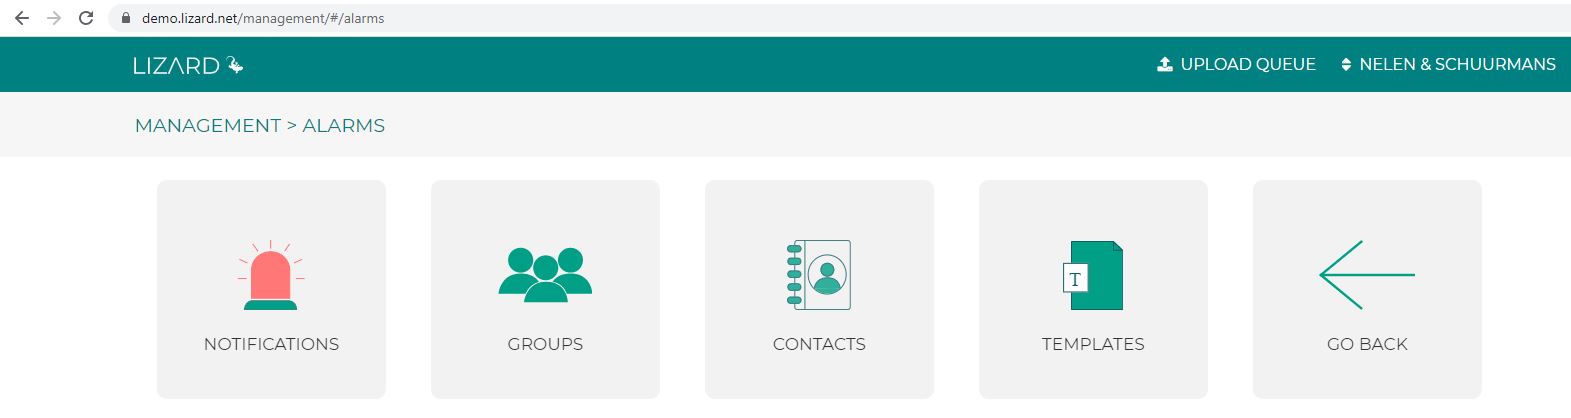 demo.lizard.net/management/#/alarms
LIZARD UPLOAD QUEUE NELEN & SCHUURMANS
MANAGEMENT > ALARMS
T
NOTIFICATIONS GROUPS CONTACTS TEMPLATES GO BACK